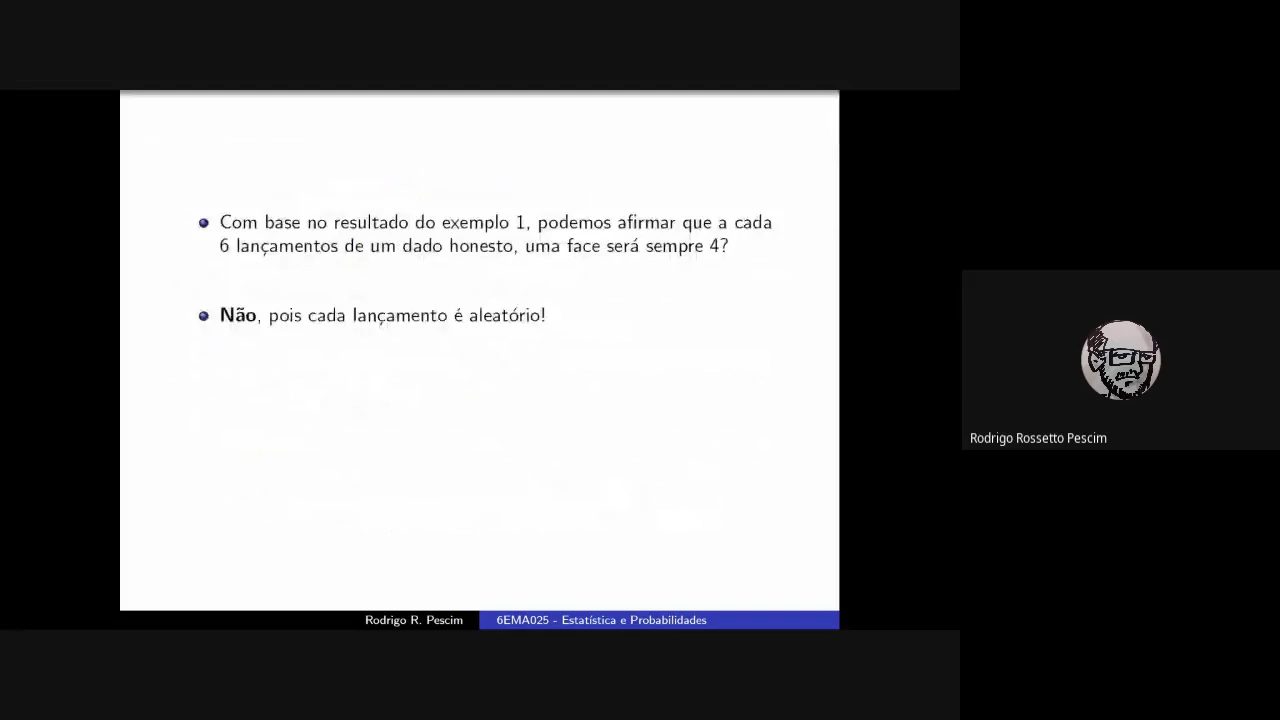 Com base no resultado do exemplo 1, podemos afirmar que a cada
6 lançamentos de um dado honesto, uma face será sempre 4?
Não, pois cada lançamento é aleatório!
Rodrigo Rossetto Pescim
Rodrigo R. Pescim
6EMA025 - Estatística e Probabilidades